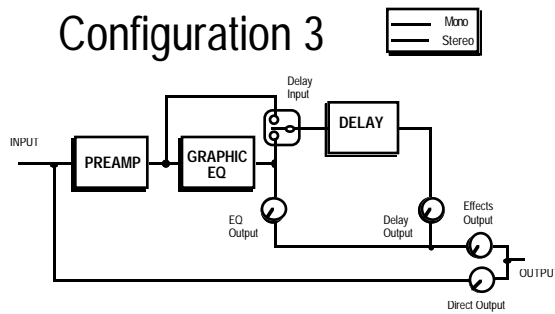 Configuration 3
Mono
Stereo
Delay
Input
INPUT
PREAMP
GRAPHIC
EQ
DELAY
EQ
Output
Delay
Output
Effects
Output
OUTPUT
Direct Output